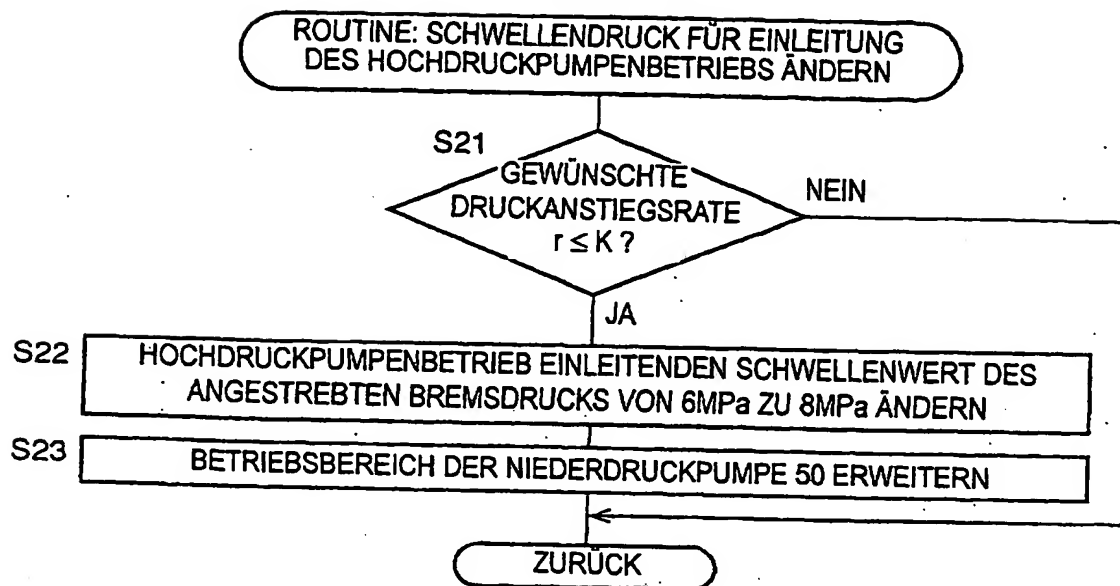 ROUTINE: SCHWELLENDRUCK FÜR EINLEITUNG
DES HOCHDRUCKPUMPENBETRIEBS ÄNDERN
S21
GEWÜNSCHTE
DRUCKANSTIEGSRATE
r ≤ K ?
NEIN
JA
S22
HOCHDRUCKPUMPENBETRIEB EINLEITENDEN SCHWELLENWERT DES
ANGESTREBTEN BREMSDRUCKS VON 6MPa ZU 8MPa ÄNDERN
S23
BETRIEBSBEREICH DER NIEDERDRUCKPUMPE 50 ERWEITERN
ZURÜCK